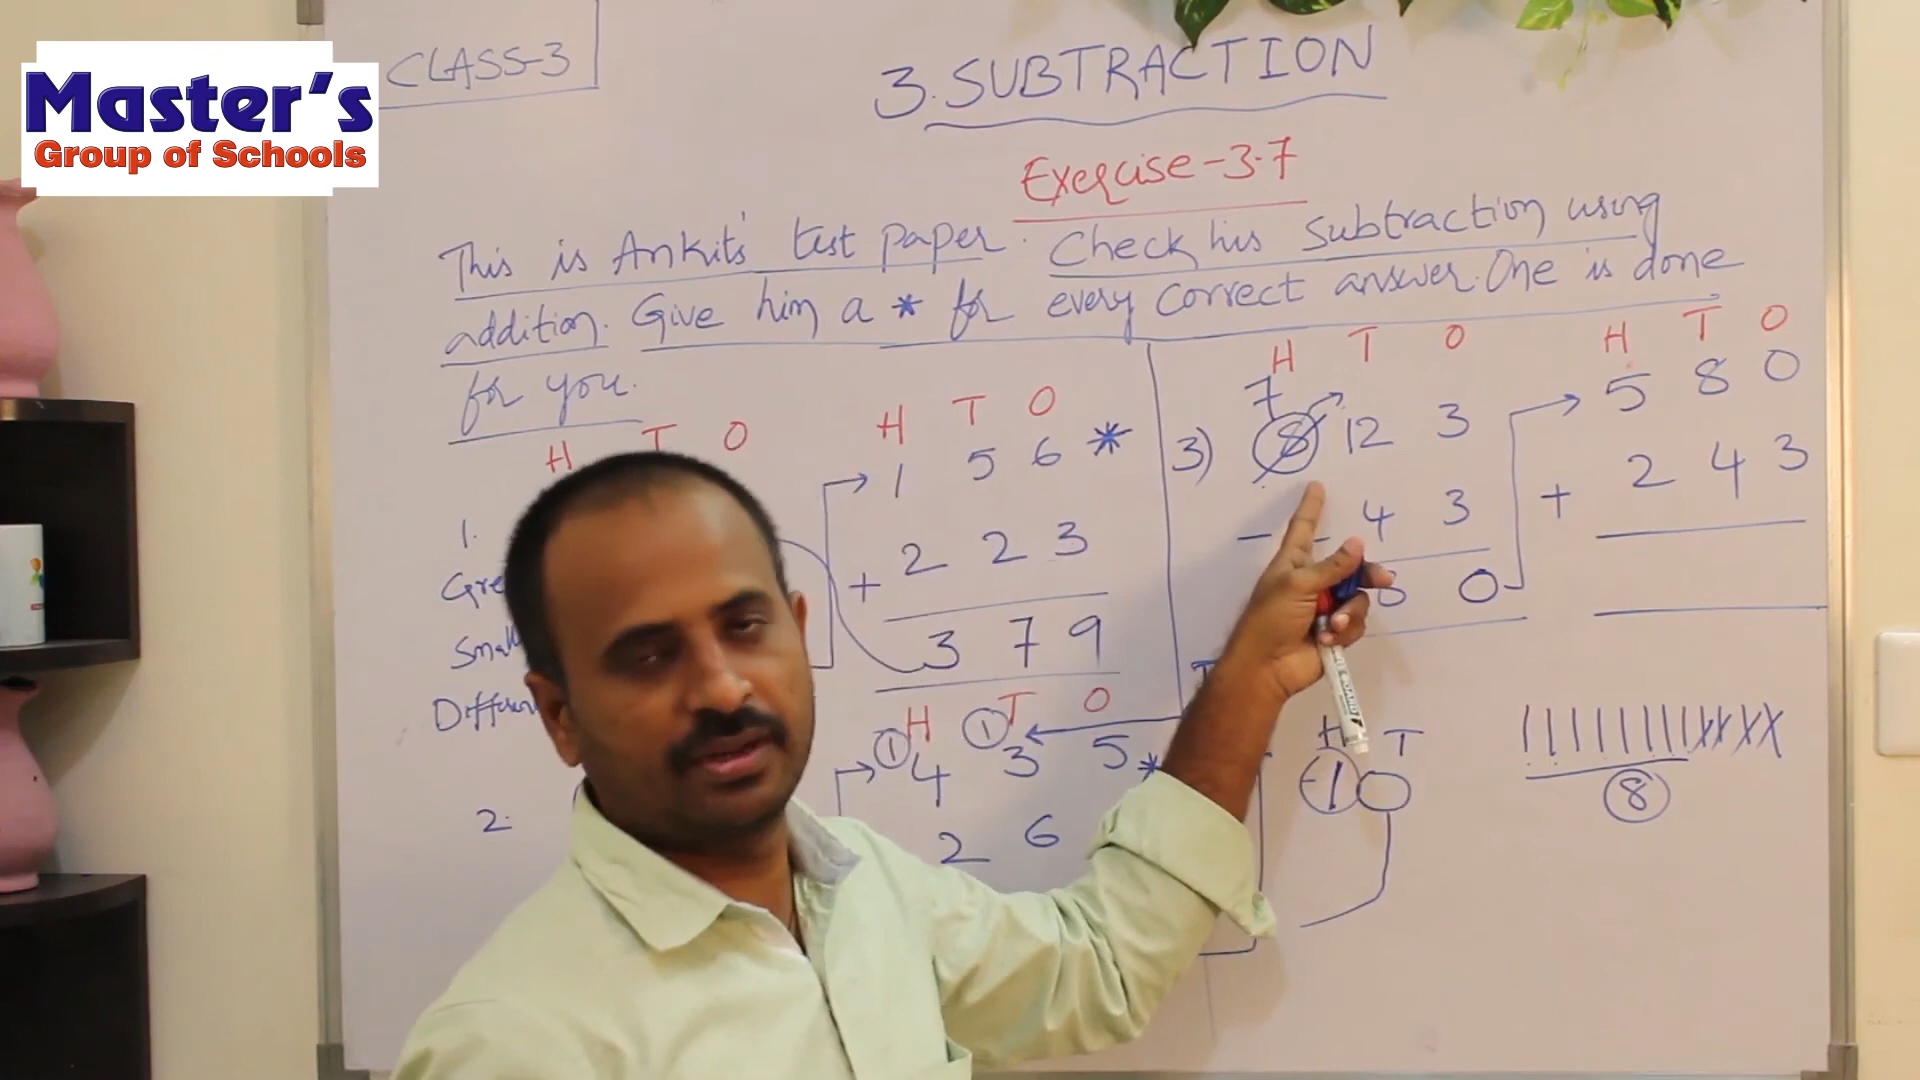 Master's
Group of Schools
CLASS-3
3. SUBTRACTION
Exercise - 3.7
This is Ankit's test paper. Check his subtraction using
addition. Give him a * for every correct answer. One is done
for you.
H T O
1.
H T O
1 5 6 *
+ 2 2 3
3 7 9
H T O
1 1
4 3 5 *
2 6
2.
3)
H T O
7
8 12 3
- 4 3
8 0
H T O
5 8 0
+ 2 4 3
H T
1 0
8